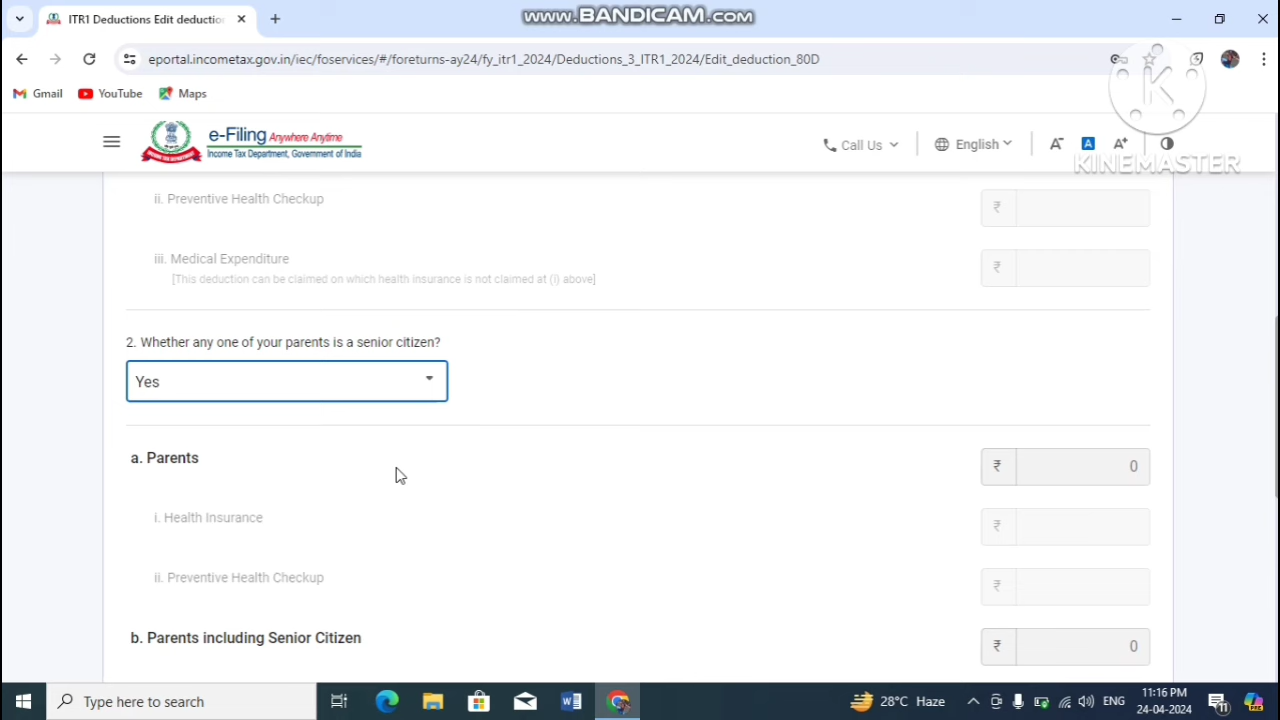 www.BANDICAM.com
ITR1 Deductions Edit deductio
eportal.incometax.gov.in/iec/foservices/#/foreturns-ay24/fy_itr1_2024/Deductions_3_ITR1_2024/Edit_deduction_80D
Gmail YouTube Maps
K
KINEMASTER
e-Filing Anywhere Anytime
Income Tax Department, Government of India
Call Us English A- A A+
ii. Preventive Health Checkup ₹
iii. Medical Expenditure ₹
[This deduction can be claimed on which health insurance is not claimed at (i) above]
2. Whether any one of your parents is a senior citizen?
Yes
a. Parents ₹ 0
i. Health Insurance ₹
ii. Preventive Health Checkup ₹
b. Parents including Senior Citizen ₹ 0
Type here to search
28°C Haze ENG
11:16 PM
24-04-2024
11